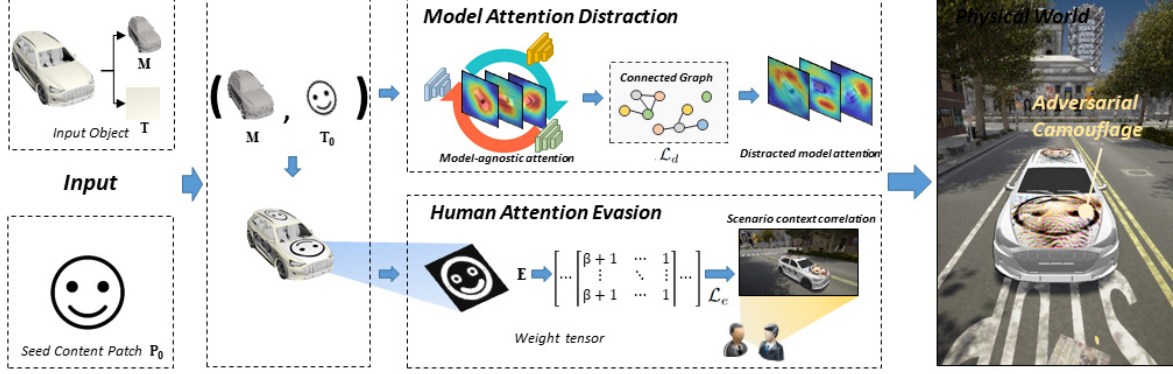 M
T
Input Object
Input
Seed Content Patch P₀
( M , T₀ )
Model Attention Distraction
Model-agnostic attention
Connected Graph
ℒd
Distracted model attention
Human Attention Evasion
E
[ ... [ β + 1 ⋯ 1
⋮ ⋱ ⋮
β + 1 ⋯ 1 ] ... ]
Weight tensor
ℒe
Scenario context correlation
Physical World
Adversarial
Camouflage